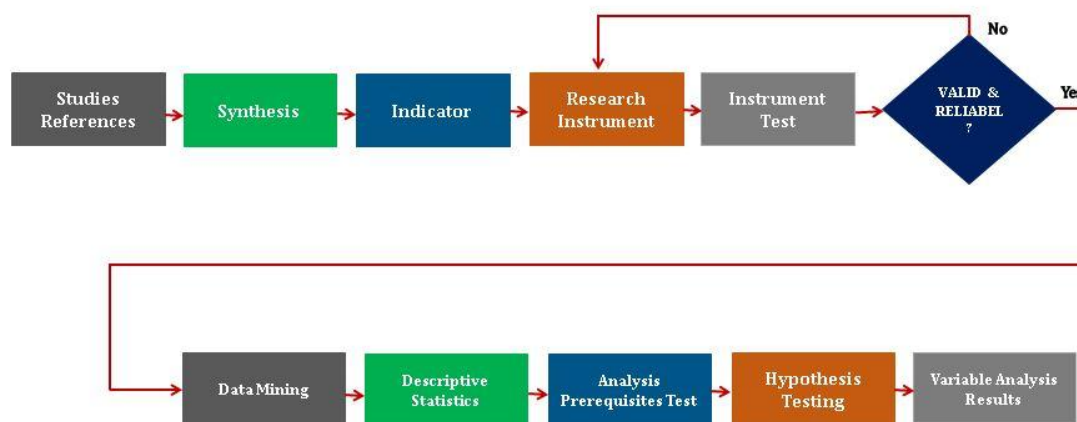 No
Studies
References
Synthesis
Indicator
Research
Instrument
Instrument
Test
VALID &
RELIABEL
?
Ye
Data Mining
Descriptive
Statistics
Analysis
Prerequisites Test
Hypothesis
Testing
Variable Analysis
Results